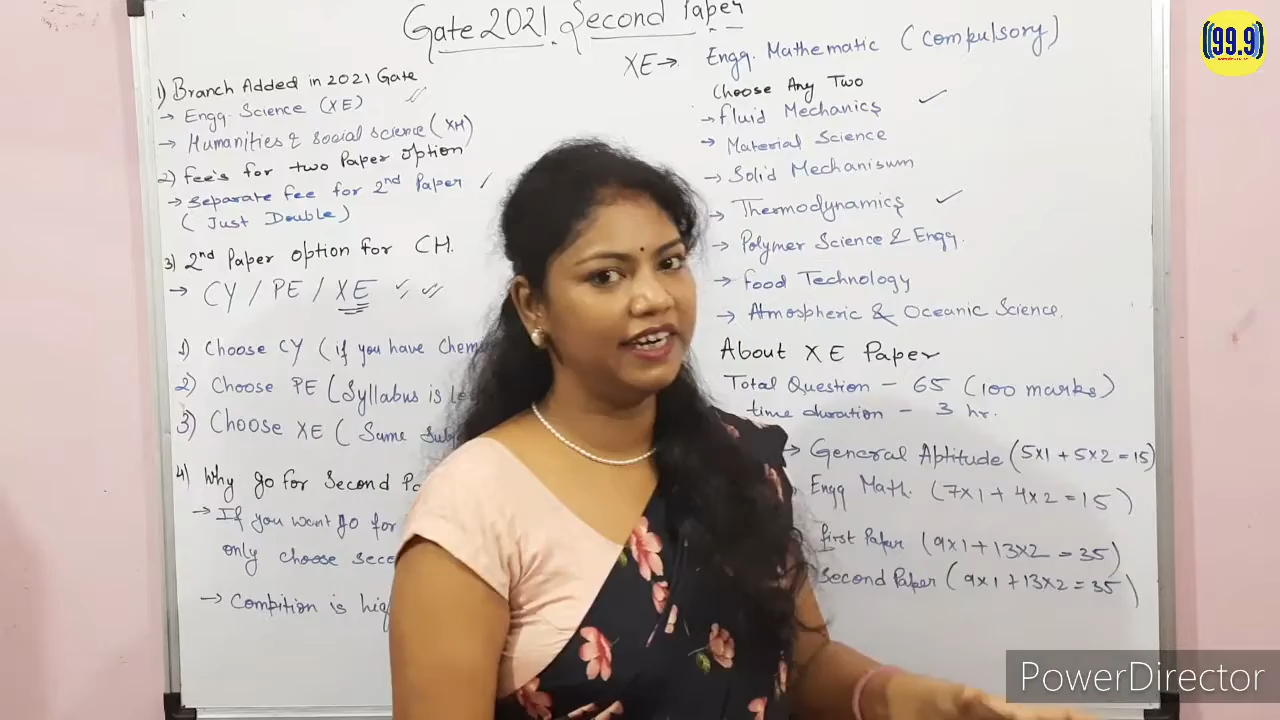 Gate 2021 Second Paper
1) Branch Added in 2021 Gate
→ Engg. Science (XE)
→ Humanities & social science (XH)
2) fee's for two Paper option
→ separate fee for 2nd Paper
(Just Double)
3) 2nd Paper option for CH.
→ CY / PE / XE
1) Choose CY (if you have Chem
2) Choose PE (Syllabus is
3) Choose XE ( Same
4) Why go for Second
→ If you want go for
only choose
→ Compition is
XE → Engg. Mathematic (Compulsory)
Choose Any Two
→ fluid Mechanics
→ Material Science
→ Solid Mechanisum
→ Thermodynamics
→ Polymer Science & Engg.
→ food Technology
→ Atmospheric & Oceanic Science.
About XE Paper
Total Question - 65 (100 marks)
time duration - 3 hr.
→ General Aptitude (5x1 + 5x2 = 15)
Engg Math. (7x1 + 4x2 = 15)
first Paper (9x1 + 13x2 = 35)
Second Paper (9x1 + 13x2 = 35)
(99.9)
PowerDirector